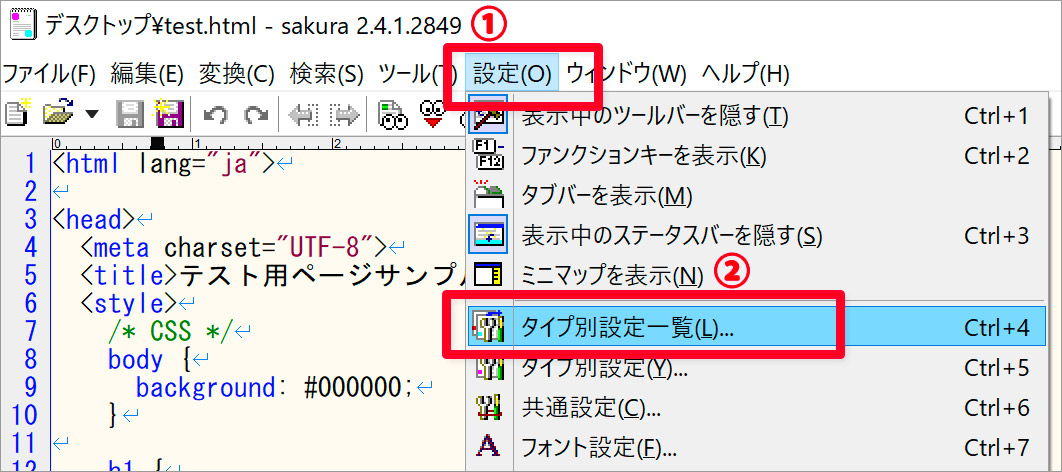 デスクトップ¥test.html - sakura 2.4.1.2849 ①
ファイル(F) 編集(E) 変換(C) 検索(S) ツール(T) 設定(O) ウィンドウ(W) ヘルプ(H)
0 1 2
1 <html lang="ja">↵
2 ↵
3 <head>↵
4 <meta charset="UTF-8">↵
5 <title>テスト用ページサンプル
6 <style>↵
7 /* CSS */↵
8 body {↵
9 background: #000000;↵
10 }↵
11 ↵
12 h1 {
表示中のツールバーを隠す(T) Ctrl+1
F1- F12 ファンクションキーを表示(K) Ctrl+2
タブバーを表示(M)
表示中のステータスバーを隠す(S) Ctrl+3
ミニマップを表示(N) ②
タイプ別設定一覧(L)... Ctrl+4
タイプ別設定(Y)... Ctrl+5
共通設定(C)... Ctrl+6
A フォント設定(F)... Ctrl+7